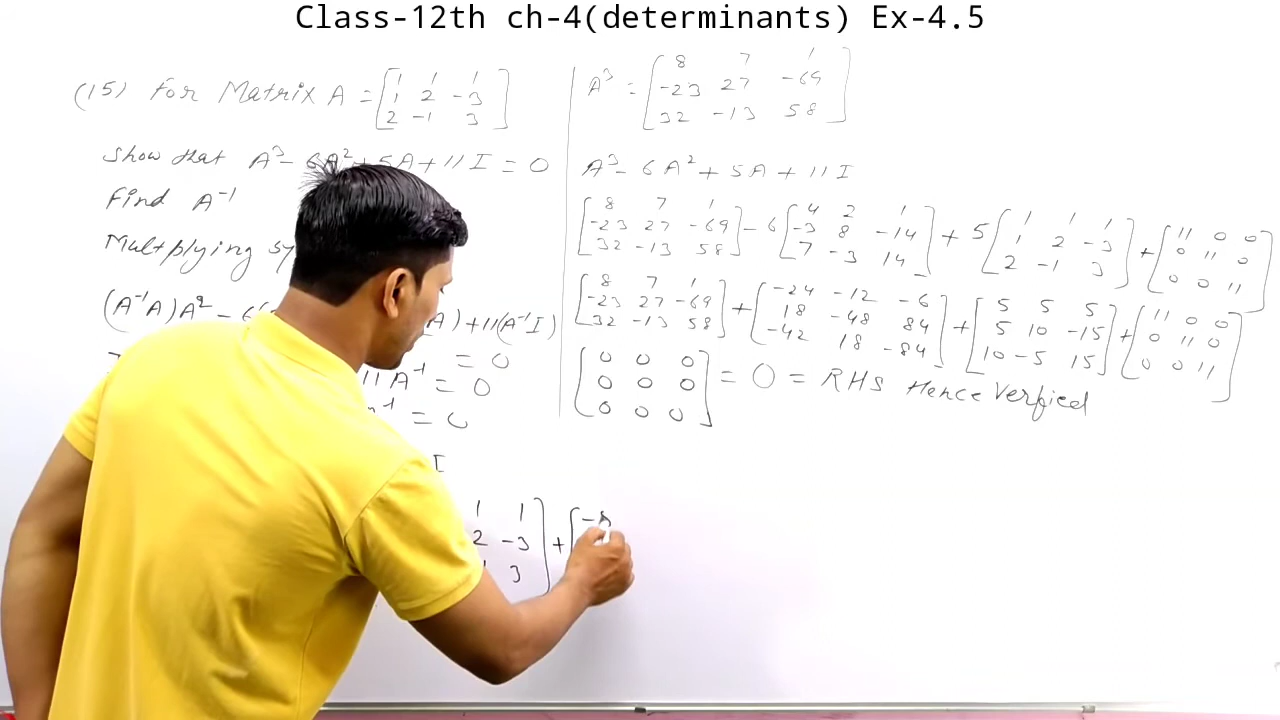 Class-12th ch-4(determinants) Ex-4.5
(15) For Matrix A = [1 1 1
1 2 -3
2 -1 3]
Show that A³ - 6A² + 5A + 11 I = 0
Find A⁻¹
Multplying
(A⁻¹A)A² - 6 A) + 11(A⁻¹I)
= 0
11A⁻¹ = 0
= 0
I
1 1
2 -3
3] + [-8
A³ = [8 7 1
-23 27 -69
32 -13 58]
A³ - 6A² + 5A + 11 I
[8 7 1
-23 27 -69
32 -13 58] - 6 [4 2 1
-3 8 -14
7 -3 14] + 5 [1 1 1
1 2 -3
2 -1 3] + [11 0 0
0 11 0
0 0 11]
[8 7 1
-23 27 -69
32 -13 58] + [-24 -12 -6
18 -48 84
-42 18 -84] + [5 5 5
5 10 -15
10 -5 15] + [11 0 0
0 11 0
0 0 11]
[0 0 0
0 0 0
0 0 0] = 0 = RHS Hence Verfied